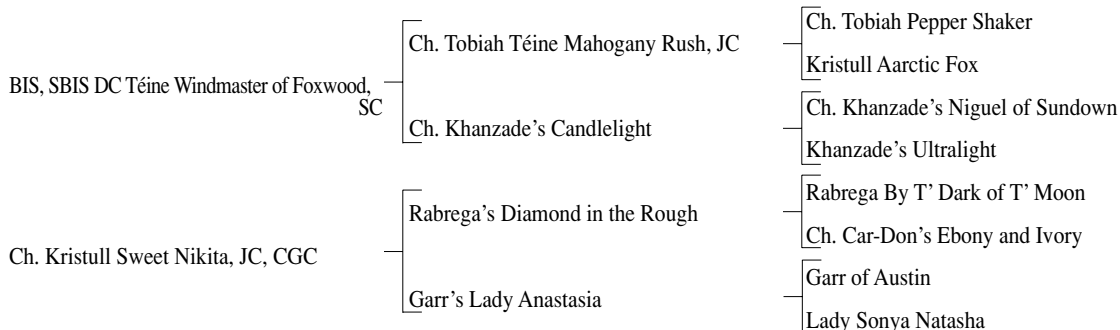 Ch. Tobiah Pepper Shaker
Ch. Tobiah Téine Mahogany Rush, JC
Kristull Aarctic Fox
BIS, SBIS DC Téine Windmaster of Foxwood,
SC
Ch. Khanzade’s Niguel of Sundown
Ch. Khanzade’s Candlelight
Khanzade’s Ultralight
Rabrega By T’ Dark of T’ Moon
Rabrega’s Diamond in the Rough
Ch. Car-Don’s Ebony and Ivory
Ch. Kristull Sweet Nikita, JC, CGC
Garr of Austin
Garr’s Lady Anastasia
Lady Sonya Natasha